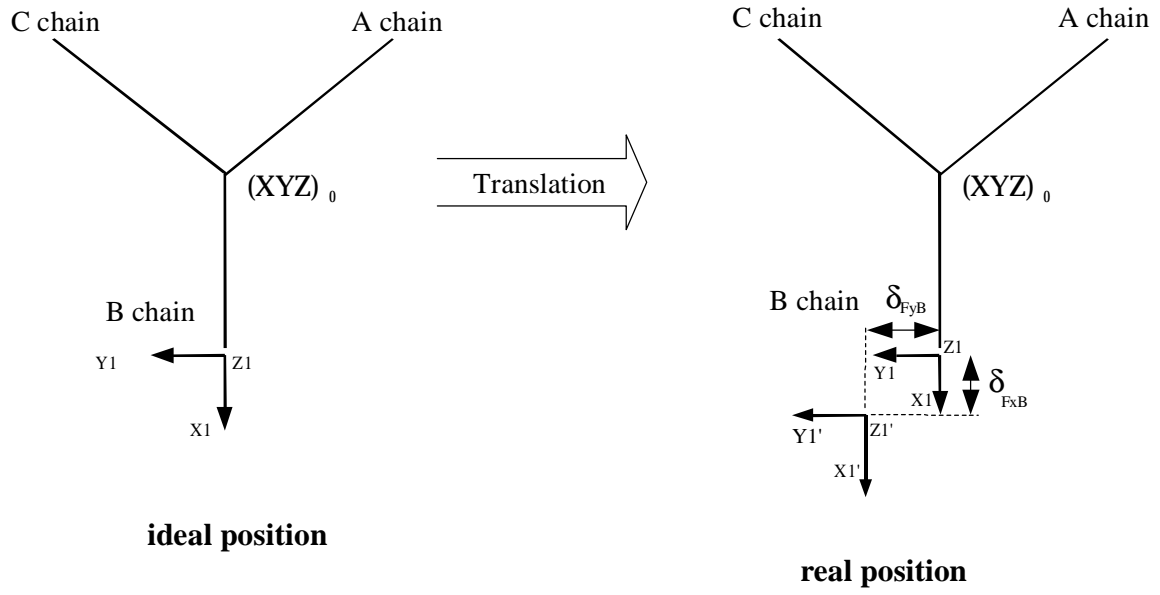 C chain
A chain
(XYZ) 0
B chain
Y1
Z1
X1
ideal position
Translation
C chain
A chain
(XYZ) 0
B chain
δFyB
Z1
Y1
X1
δFxB
Y1'
Z1'
X1'
real position